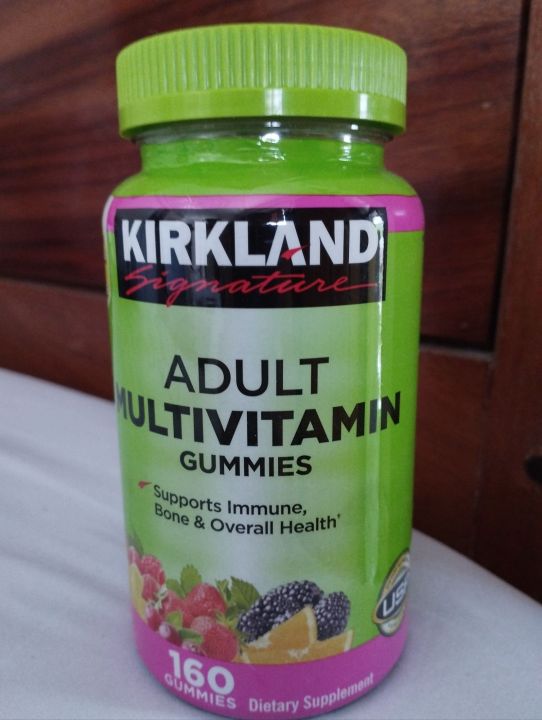 KIRKLAND
Signature
ADULT
MULTIVITAMIN
GUMMIES
Supports Immune,
Bone & Overall Health†
160
GUMMIES
Dietary Supplement